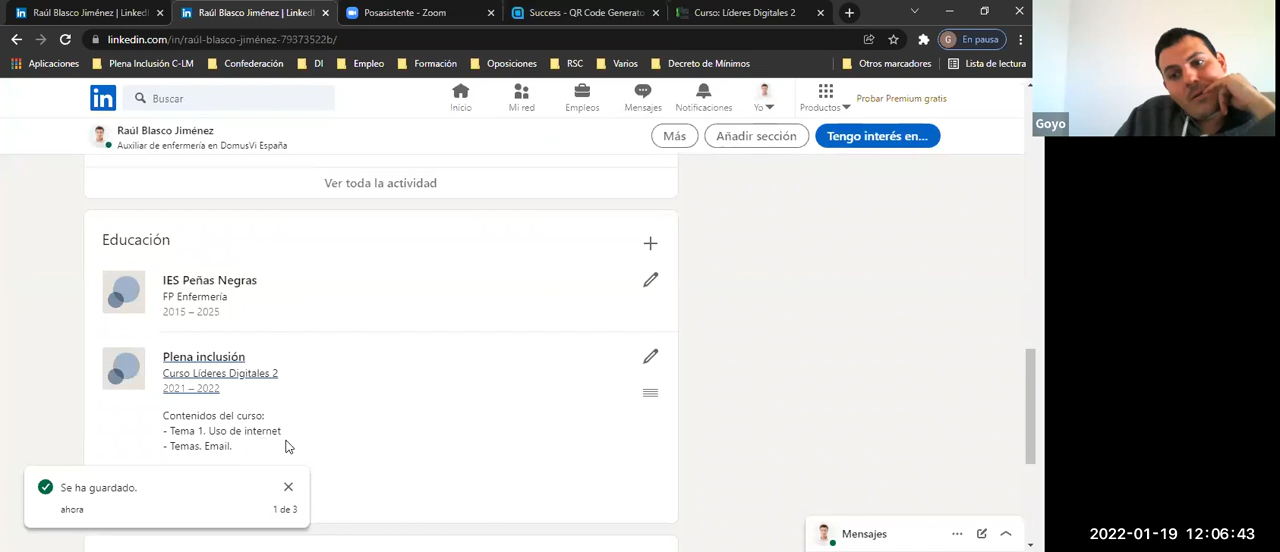 Raúl Blasco Jiménez | LinkedI
Raúl Blasco Jiménez | LinkedI
Posasistente - Zoom
Success - QR Code Generato
Curso: Líderes Digitales 2
linkedin.com/in/raúl-blasco-jiménez-79373522b/
G
En pausa
Aplicaciones
Plena Inclusión C-LM
Confederación
DI
Empleo
Formación
Oposiciones
RSC
Varios
Decreto de Mínimos
Otros marcadores
Lista de lectura
in
Buscar
Inicio
Mi red
Empleos
Mensajes
Notificaciones
Yo
Productos
Probar Premium gratis
Raúl Blasco Jiménez
Auxiliar de enfermería en DomusVi España
Más
Añadir sección
Tengo interés en...
Ver toda la actividad
Educación
IES Peñas Negras
FP Enfermería
2015 – 2025
Plena inclusión
Curso Líderes Digitales 2
2021 – 2022
Contenidos del curso:
- Tema 1. Uso de internet
- Temas. Email.
Se ha guardado.
ahora
1 de 3
Mensajes
Goyo
2022-01-19 12:06:43